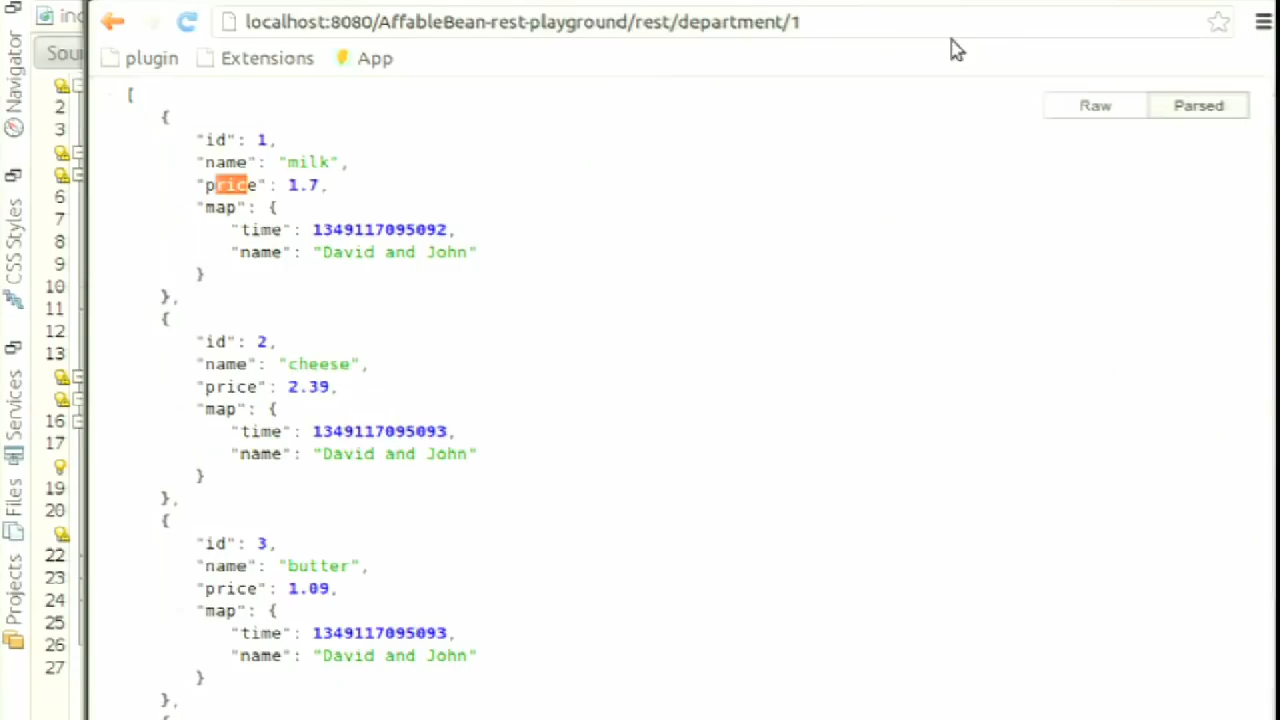 inc
localhost:8080/AffableBean-rest-playground/rest/department/1
Sou
plugin
Extensions
App
Raw
Parsed
Navigator
CSS Styles
Services
Files
Projects
2
3
6
7
8
9
10
11
12
13
16
17
19
20
22
23
24
25
26
27
[
{
"id": 1,
"name": "milk",
"price": 1.7,
"map": {
"time": 1349117095092,
"name": "David and John"
}
},
{
"id": 2,
"name": "cheese",
"price": 2.39,
"map": {
"time": 1349117095093,
"name": "David and John"
}
},
{
"id": 3,
"name": "butter",
"price": 1.09,
"map": {
"time": 1349117095093,
"name": "David and John"
}
},
{